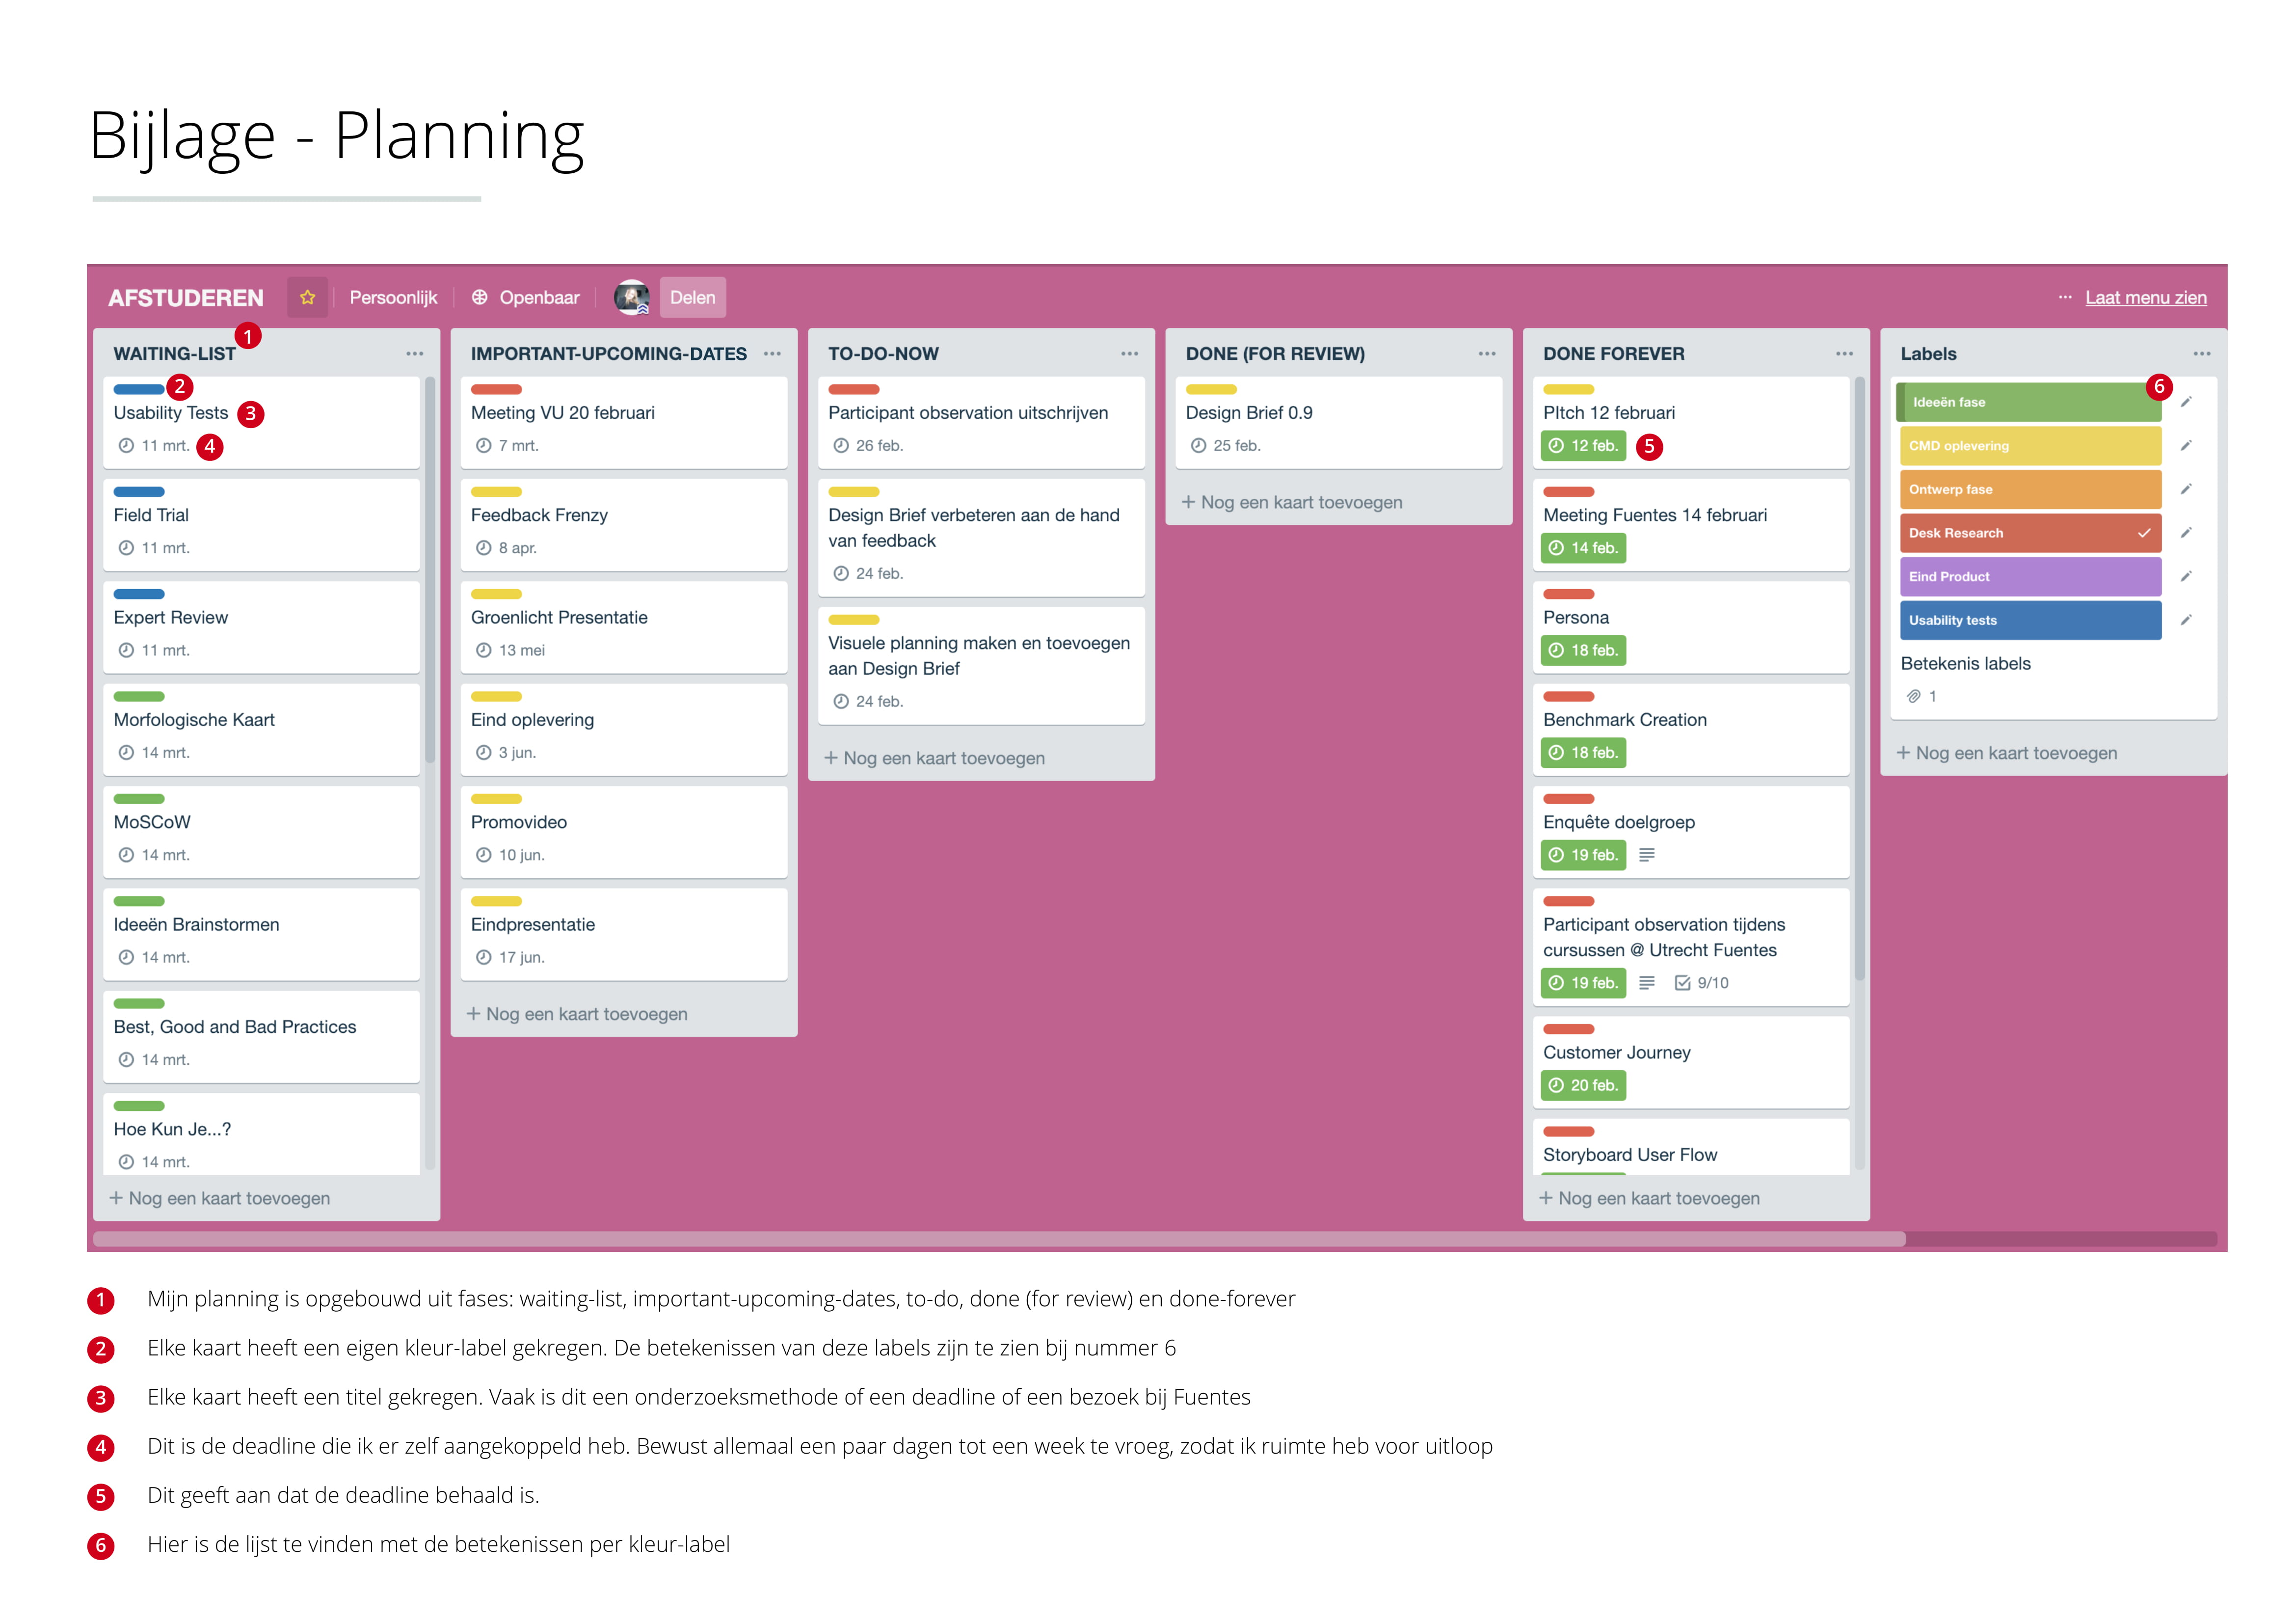 Bijlage - Planning
AFSTUDEREN
Persoonlijk
Openbaar
Delen
Laat menu zien
WAITING-LIST
1
2
Usability Tests
3
11 mrt.
4
Field Trial
11 mrt.
Expert Review
11 mrt.
Morfologische Kaart
14 mrt.
MoSCoW
14 mrt.
Ideeën Brainstormen
14 mrt.
Best, Good and Bad Practices
14 mrt.
Hoe Kun Je...?
14 mrt.
+ Nog een kaart toevoegen
IMPORTANT-UPCOMING-DATES
Meeting VU 20 februari
7 mrt.
Feedback Frenzy
8 apr.
Groenlicht Presentatie
13 mei
Eind oplevering
3 jun.
Promovideo
10 jun.
Eindpresentatie
17 jun.
+ Nog een kaart toevoegen
TO-DO-NOW
Participant observation uitschrijven
26 feb.
Design Brief verbeteren aan de hand
van feedback
24 feb.
Visuele planning maken en toevoegen
aan Design Brief
24 feb.
+ Nog een kaart toevoegen
DONE (FOR REVIEW)
Design Brief 0.9
25 feb.
+ Nog een kaart toevoegen
DONE FOREVER
PItch 12 februari
12 feb.
5
Meeting Fuentes 14 februari
14 feb.
Persona
18 feb.
Benchmark Creation
18 feb.
Enquête doelgroep
19 feb.
Participant observation tijdens
cursussen @ Utrecht Fuentes
19 feb.
9/10
Customer Journey
20 feb.
Storyboard User Flow
+ Nog een kaart toevoegen
Labels
6
Ideeën fase
CMD oplevering
Ontwerp fase
Desk Research
Eind Product
Usability tests
Betekenis labels
1
+ Nog een kaart toevoegen
1 Mijn planning is opgebouwd uit fases: waiting-list, important-upcoming-dates, to-do, done (for review) en done-forever
2 Elke kaart heeft een eigen kleur-label gekregen. De betekenissen van deze labels zijn te zien bij nummer 6
3 Elke kaart heeft een titel gekregen. Vaak is dit een onderzoeksmethode of een deadline of een bezoek bij Fuentes
4 Dit is de deadline die ik er zelf aangekoppeld heb. Bewust allemaal een paar dagen tot een week te vroeg, zodat ik ruimte heb voor uitloop
5 Dit geeft aan dat de deadline behaald is.
6 Hier is de lijst te vinden met de betekenissen per kleur-label